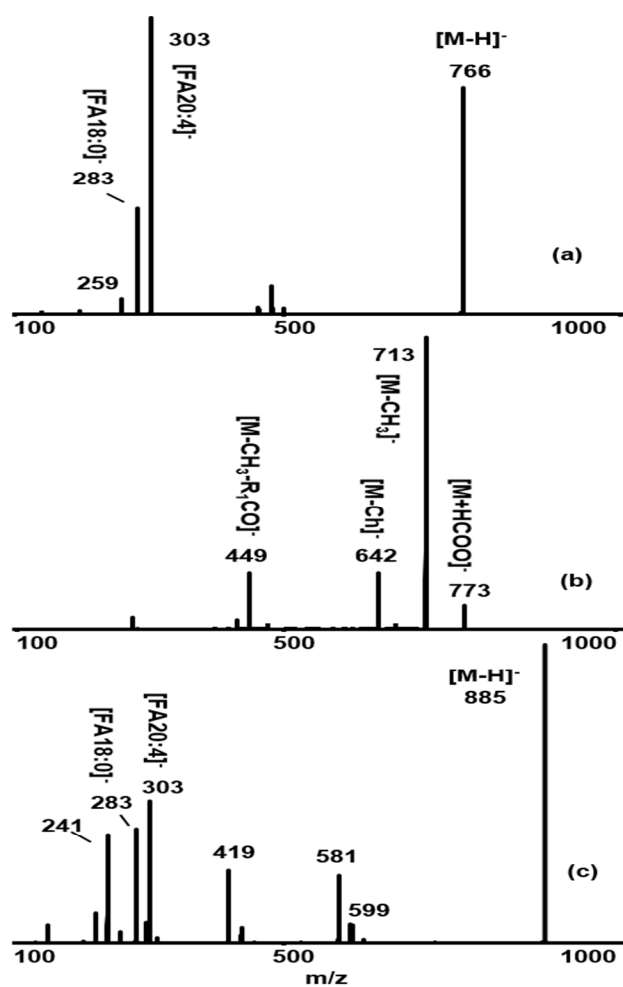 303
[M-H]-
766
[FA20:4]-
[FA18:0]-
283
259
(a)
100
500
1000
713
[M-CH3]-
[M-CH3-R1CO]-
[M-Ch]-
[M+HCOO]-
449
642
773
(b)
100
500
1000
[M-H]-
885
[FA18:0]-
[FA20:4]-
283
303
241
419
581
599
(c)
100
500
1000
m/z